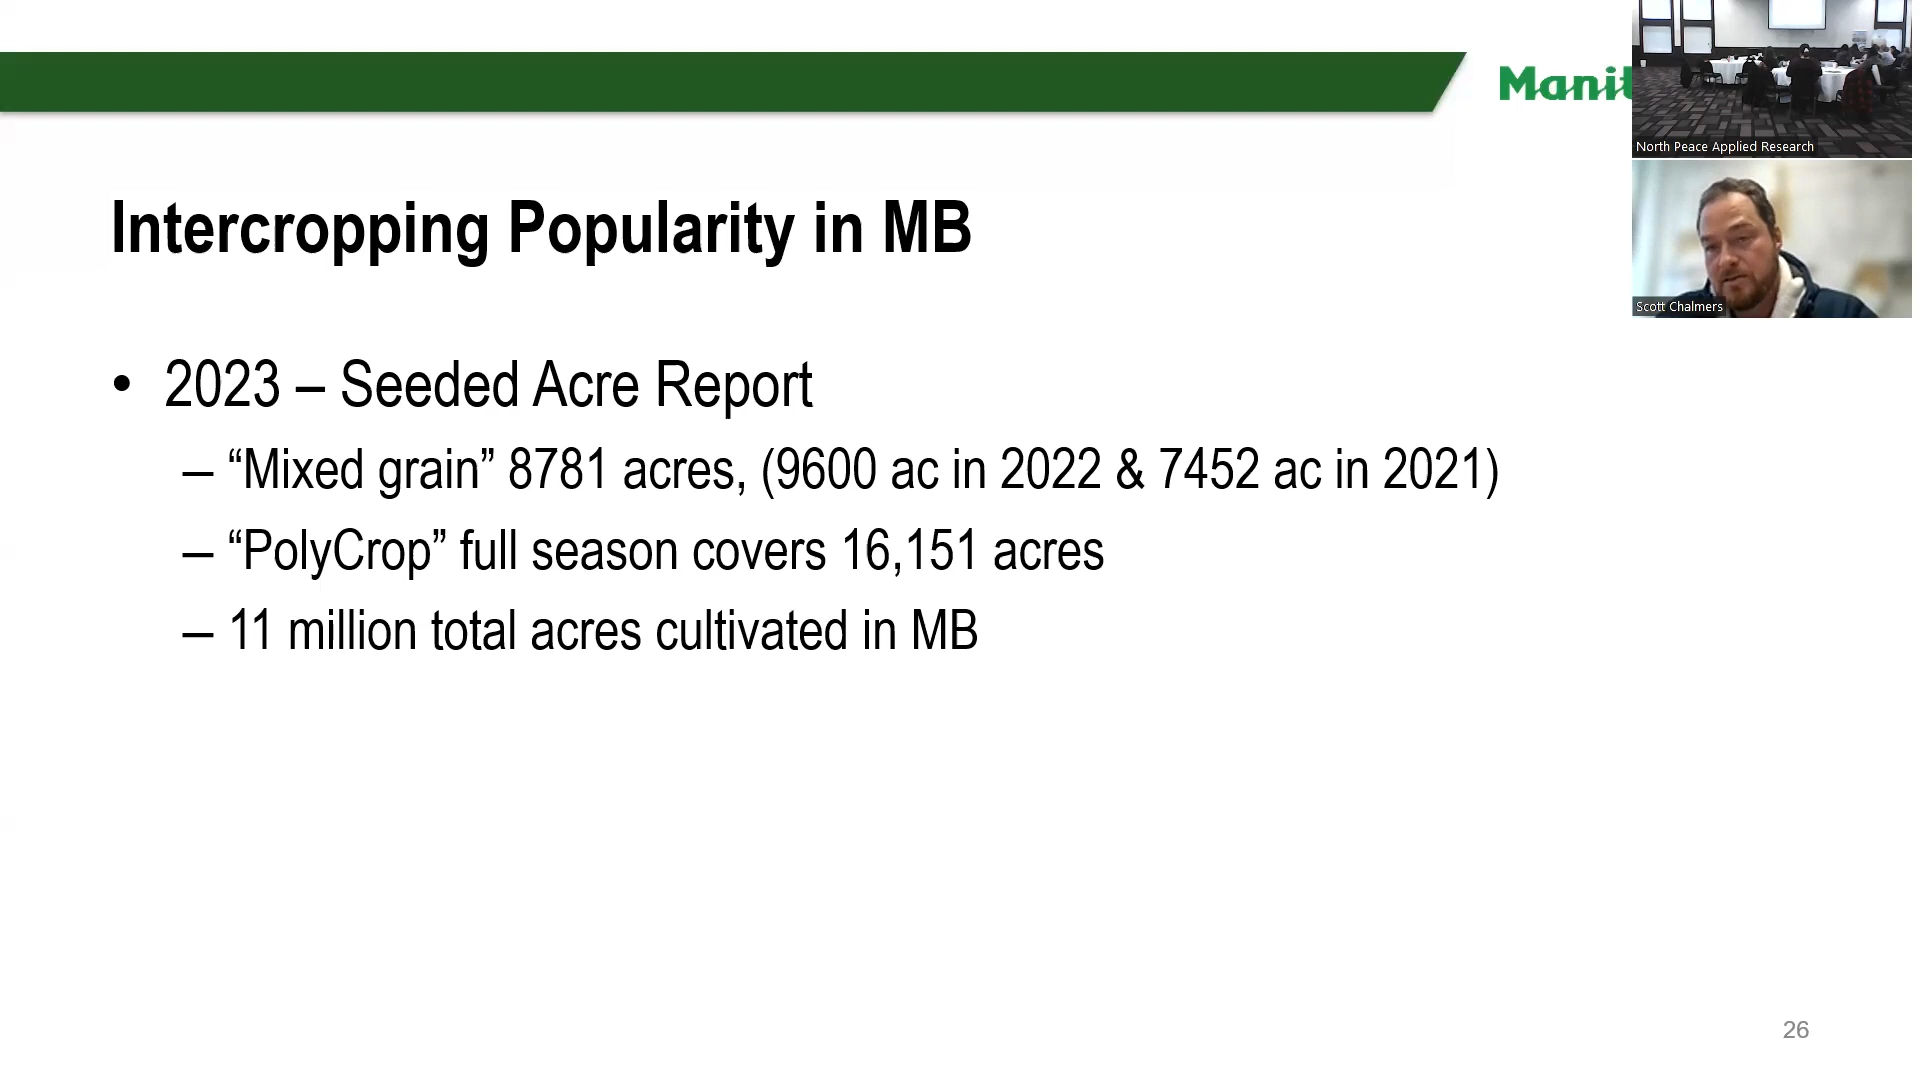 Manit
North Peace Applied Research
Scott Chalmers
Intercropping Popularity in MB
• 2023 – Seeded Acre Report
– “Mixed grain” 8781 acres, (9600 ac in 2022 & 7452 ac in 2021)
– “PolyCrop” full season covers 16,151 acres
– 11 million total acres cultivated in MB
26